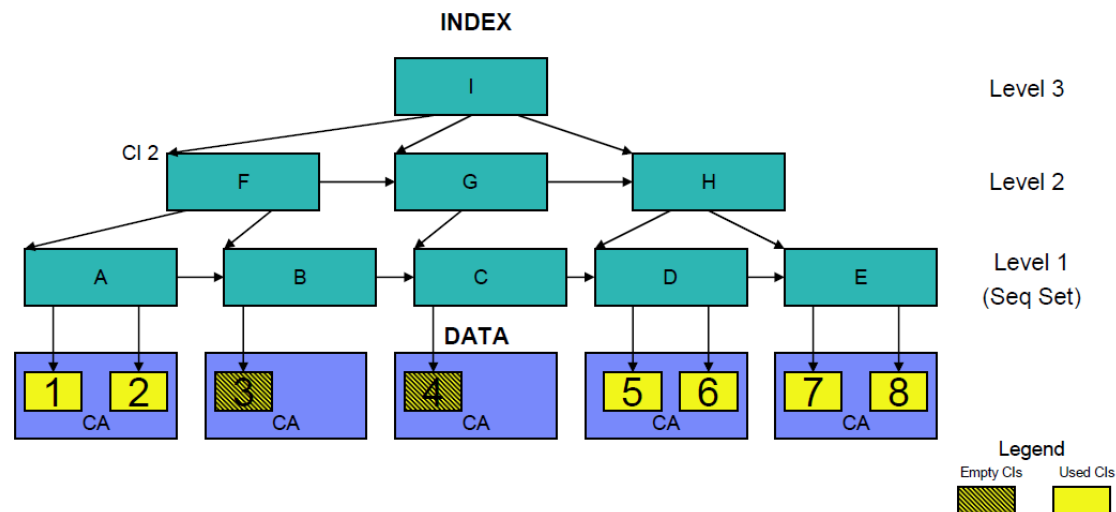 INDEX
I
Level 3
CI 2
F
G
H
Level 2
A
B
C
D
E
Level 1
(Seq Set)
DATA
1
2
3
4
5
6
7
8
CA
CA
CA
CA
CA
Legend
Empty CIs
Used CIs